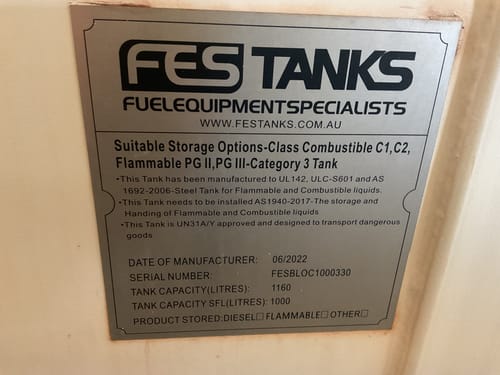 FES TANKS
FUELEQUIPMENTSPECIALISTS
WWW.FESTANKS.COM.AU
Suitable Storage Options-Class Combustible C1,C2,
Flammable PG II,PG III-Category 3 Tank
•This Tank has been manufactured to UL142, ULC-S601 and AS
1692-2006-Steel Tank for Flammable and Combustible liquids.
•This Tank needs to be installed AS1940-2017-The storage and
Handing of Flammable and Combustible liquids
•This Tank is UN31A/Y approved and designed to transport dangerous
goods
DATE OF MANUFACTURER: 06/2022
SERIAL NUMBER: FESBLOC1000330
TANK CAPACITY(LITRES): 1160
TANK CAPACITY SFL(LITRES): 1000
PRODUCT STORED:DIESEL□ FLAMMABLE□ OTHER□